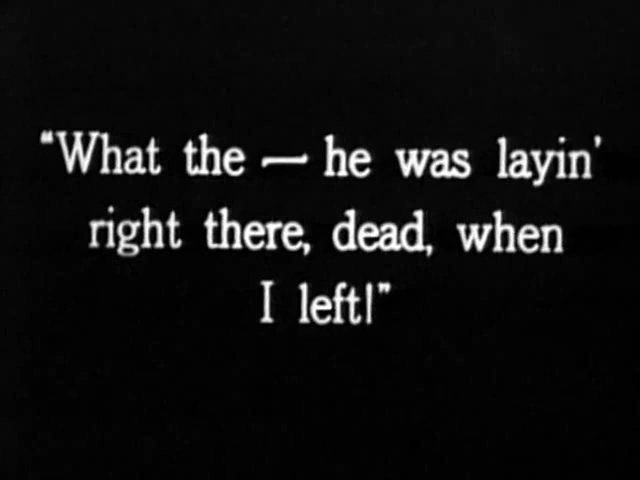 "What the — he was layin'
right there, dead, when
I left!"